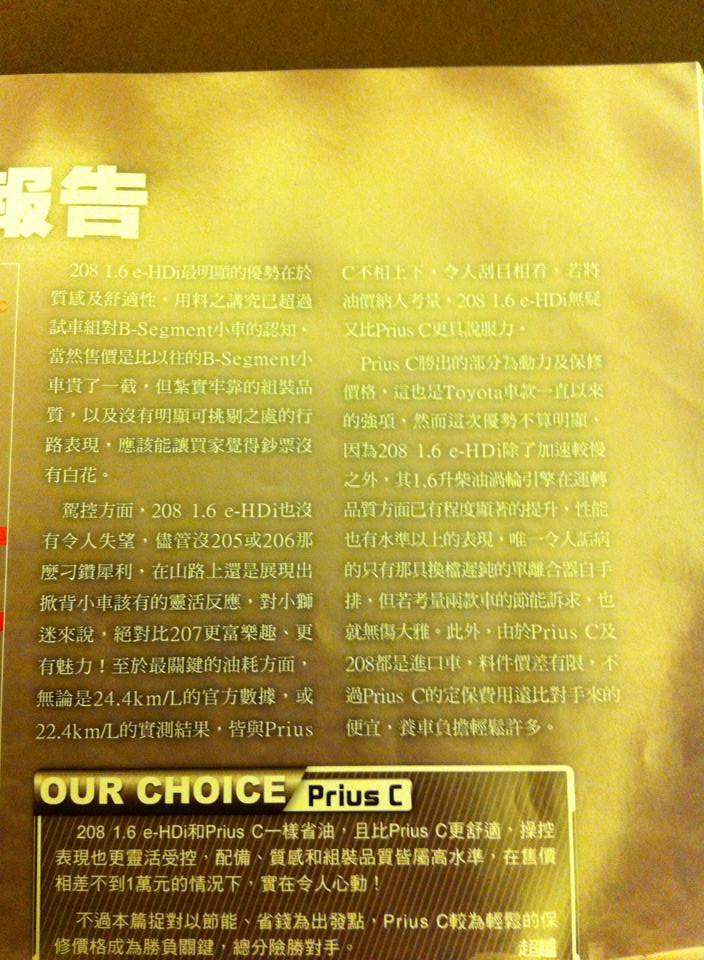 報告
208 1.6 e-HDi最明顯的優勢在於
質感及舒適性，用料之講究已超過
試車組對B-Segment小車的認知，
當然售價是比以往的B-Segment小
車貴了一截，但紮實牢靠的組裝品
質，以及沒有明顯可挑剔之處的行
路表現，應該能讓買家覺得鈔票沒
有白花。
駕控方面，208 1.6 e-HDi也沒
有令人失望，儘管沒205或206那
麼刁鑽犀利，在山路上還是展現出
掀背小車該有的靈活反應，對小獅
迷來說，絕對比207更富樂趣、更
有魅力！至於最關鍵的油耗方面，
無論是24.4km/L的官方數據，或
22.4km/L的實測結果，皆與Prius
C不相上下，令人刮目相看，若將
油價納入考量，208 1.6 e-HDi無疑
又比Prius C更具說服力。
Prius C勝出的部分為動力及保修
價格，這也是Toyota車款一直以來
的強項，然而這次優勢不算明顯，
因為208 1.6 e-HDi除了加速較慢
之外，其1.6升柴油渦輪引擎在運轉
品質方面已有程度顯著的提升，性能
也有水準以上的表現，唯一令人詬病
的只有那具換檔遲鈍的單離合器自手
排，但若考量兩款車的節能訴求，也
就無傷大雅。此外，由於Prius C及
208都是進口車，料件價差有限，不
過Prius C的定保費用遠比對手來的
便宜，養車負擔輕鬆許多。
OUR CHOICE Prius C
208 1.6 e-HDi和Prius C一樣省油，且比Prius C更舒適，操控
表現也更靈活受控，配備、質感和組裝品質皆屬高水準，在售價
相差不到1萬元的情況下，實在令人心動！
不過本篇捉對以節能、省錢為出發點，Prius C較為輕鬆的保
修價格成為勝負關鍵，總分險勝對手。